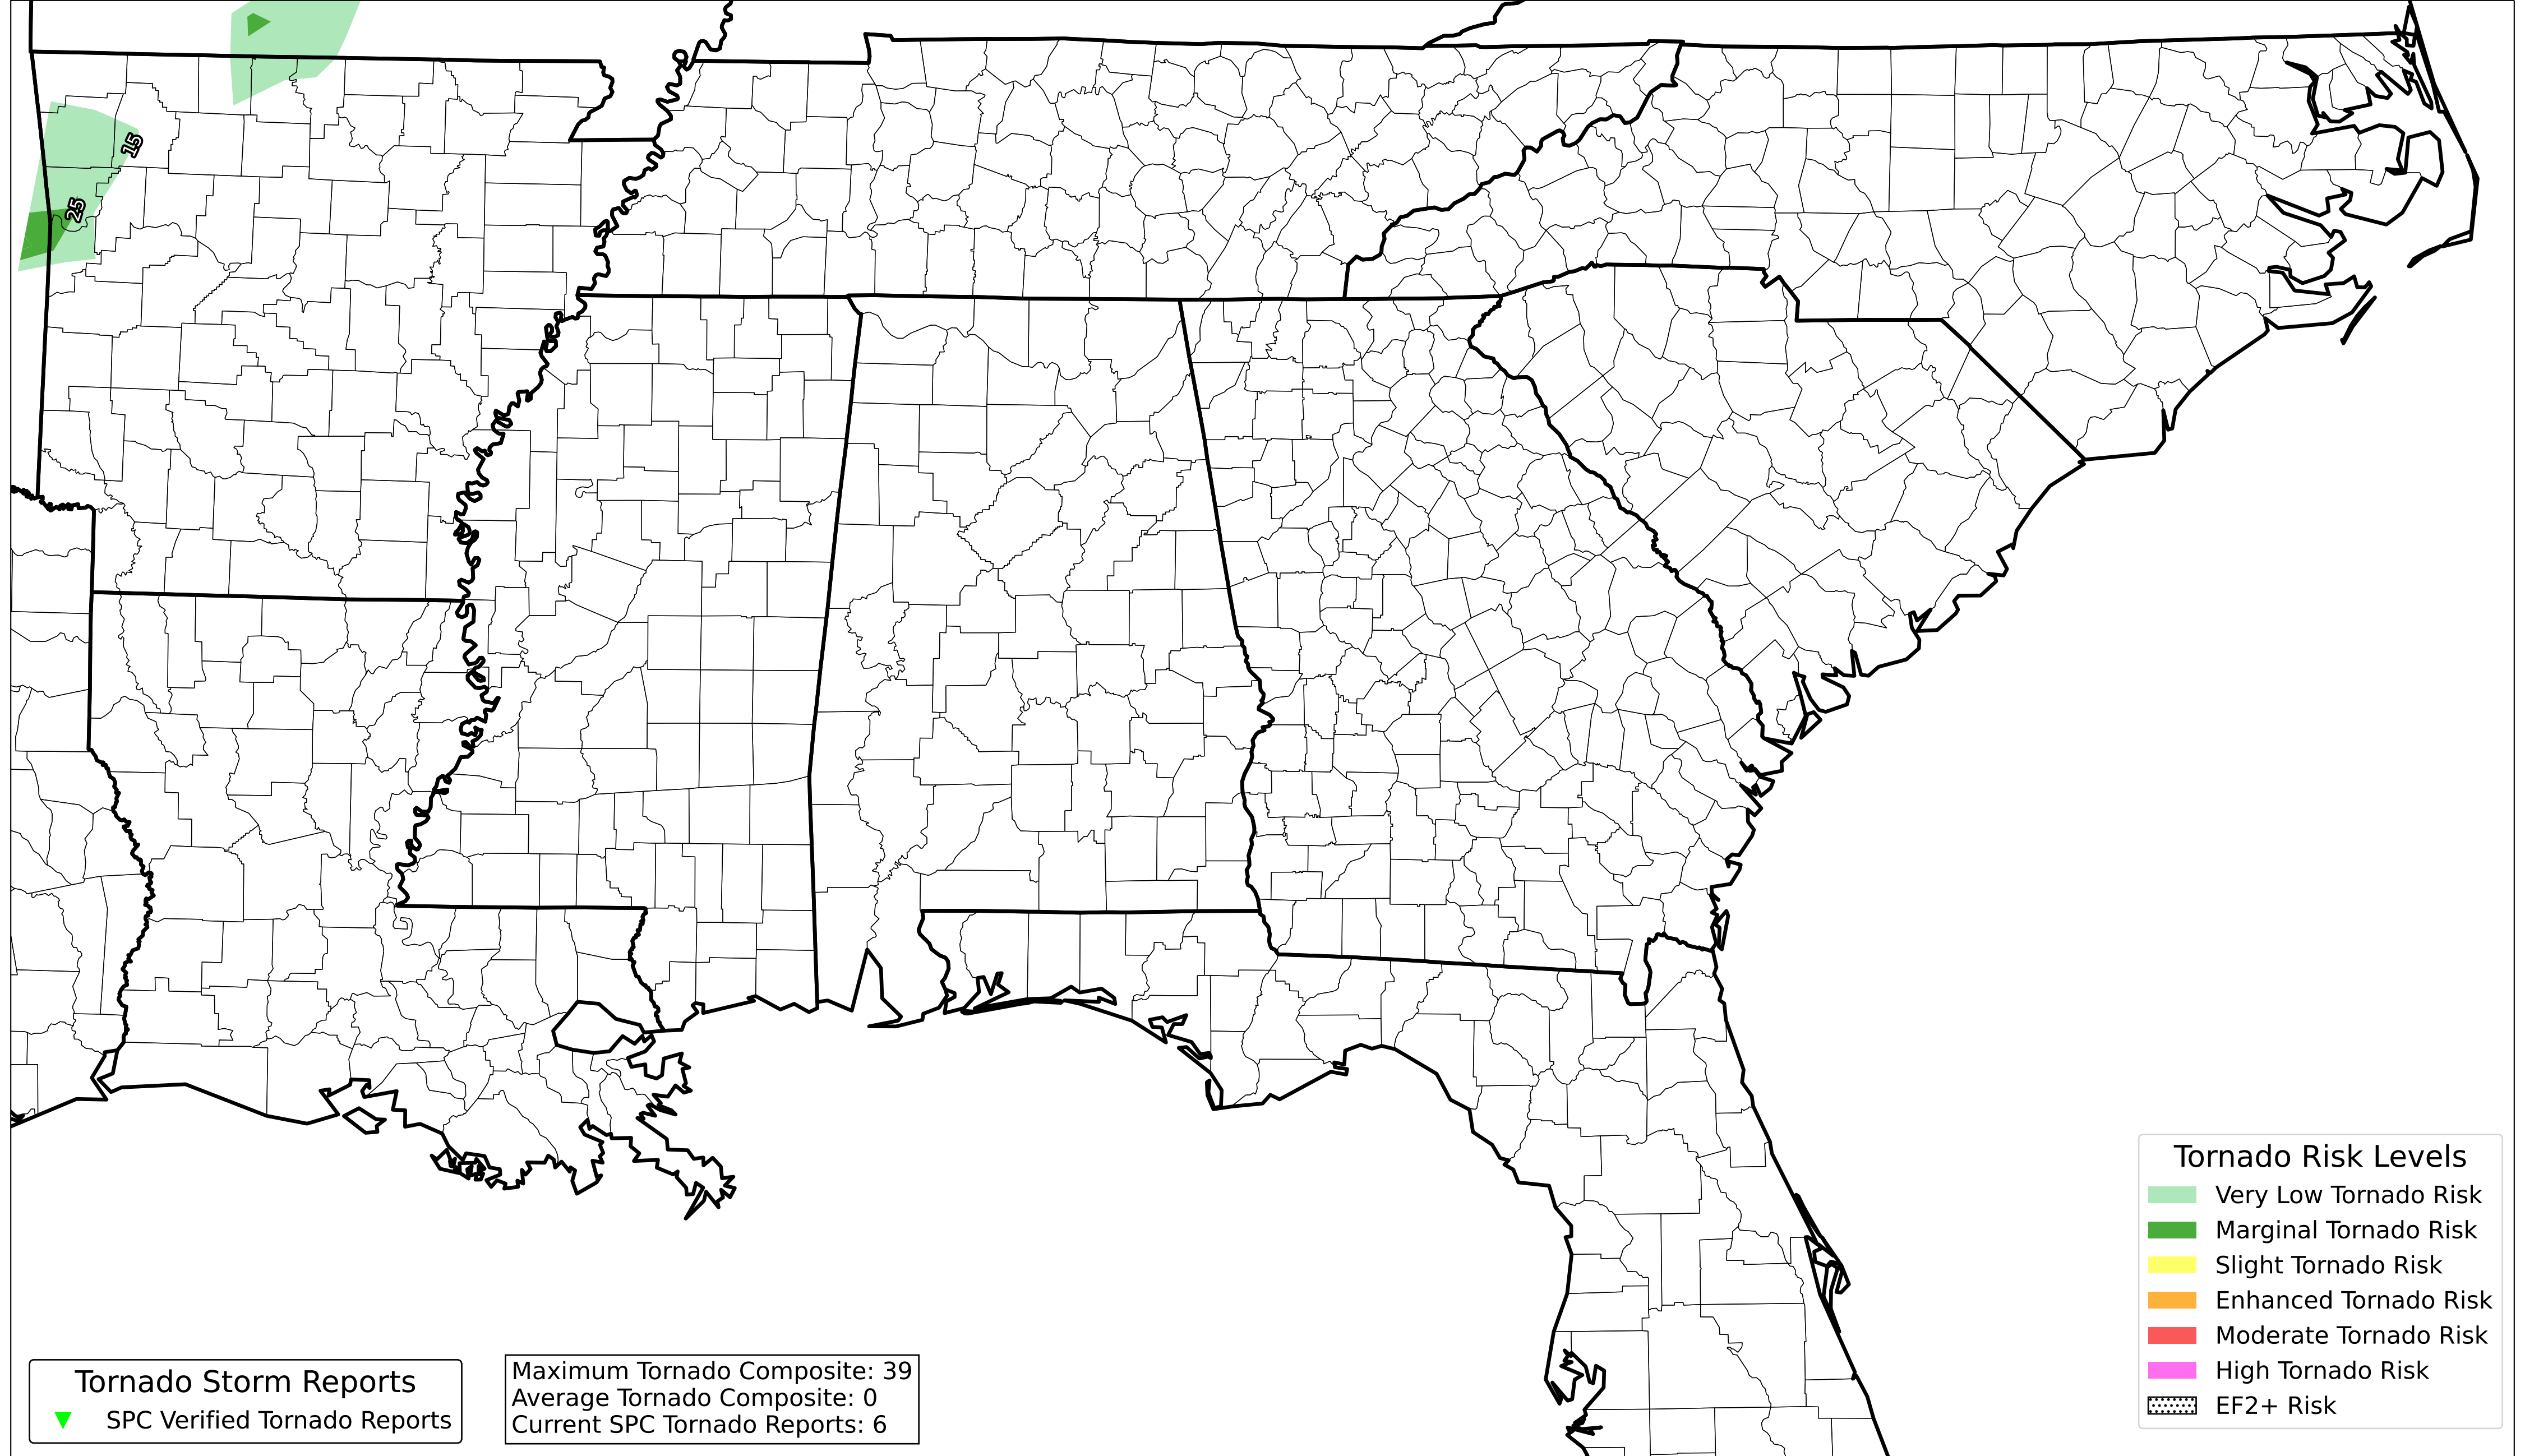 15
25
Tornado Risk Levels
Very Low Tornado Risk
Marginal Tornado Risk
Slight Tornado Risk
Enhanced Tornado Risk
Moderate Tornado Risk
High Tornado Risk
EF2+ Risk
Tornado Storm Reports
SPC Verified Tornado Reports
Maximum Tornado Composite: 39
Average Tornado Composite: 0
Current SPC Tornado Reports: 6